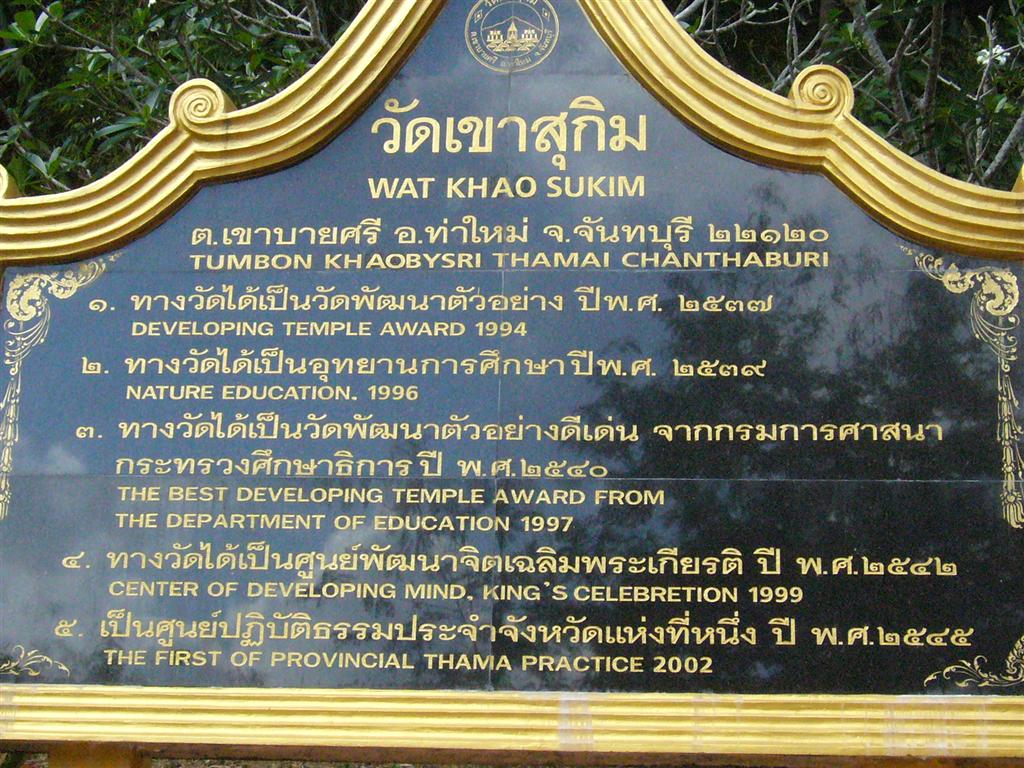 วัดเขาสุกิม
WAT KHAO SUKIM
ต.เขาบายศรี อ.ท่าใหม่ จ.จันทบุรี ๒๒๑๒๐
TUMBON KHAOBYSRI THAMAI CHANTHABURI
๑. ทางวัดได้เป็นวัดพัฒนาตัวอย่าง ปีพ.ศ. ๒๕๓๗
DEVELOPING TEMPLE AWARD 1994
๒. ทางวัดได้เป็นอุทยานการศึกษาปีพ.ศ. ๒๕๓๙
NATURE EDUCATION. 1996
๓. ทางวัดได้เป็นวัดพัฒนาตัวอย่างดีเด่น จากกรมการศาสนา
กระทรวงศึกษาธิการ ปี พ.ศ.๒๕๔๐
THE BEST DEVELOPING TEMPLE AWARD FROM
THE DEPARTMENT OF EDUCATION 1997
๔. ทางวัดได้เป็นศูนย์พัฒนาจิตเฉลิมพระเกียรติ ปี พ.ศ.๒๕๔๒
CENTER OF DEVELOPING MIND. KING'S CELEBRETION 1999
๕. เป็นศูนย์ปฏิบัติธรรมประจำจังหวัดแห่งที่หนึ่ง ปี พ.ศ.๒๕๔๕
THE FIRST OF PROVINCIAL THAMA PRACTICE 2002